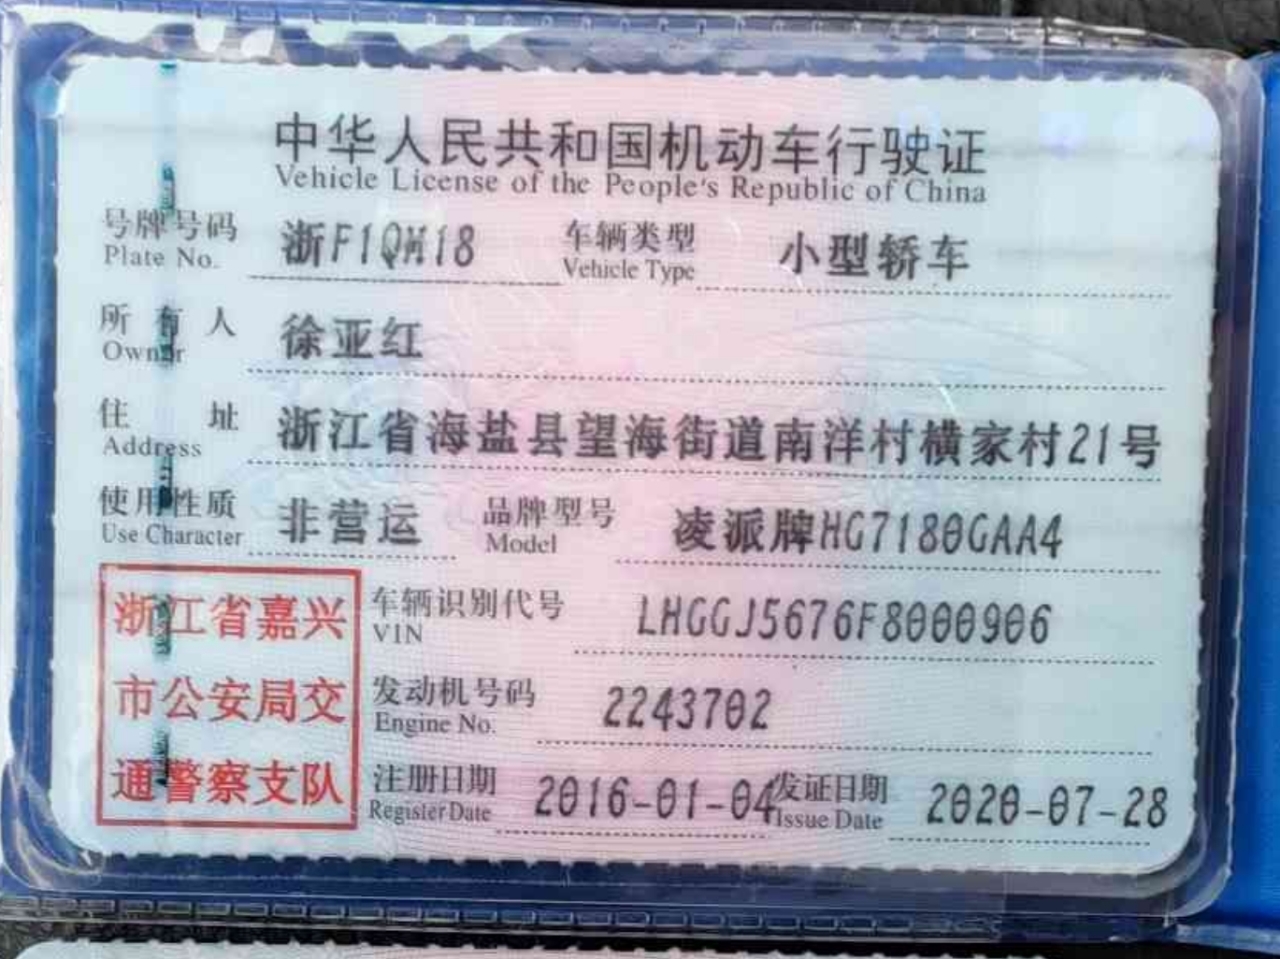 中华人民共和国机动车行驶证
Vehicle License of the People's Republic of China
号牌号码 浙F1QM18 车辆类型 小型轿车
Plate No. Vehicle Type
所有人 徐亚红
Owner
住址 浙江省海盐县望海街道南洋村横家村21号
Address
使用性质 非营运 品牌型号 凌派牌HG7180GAA4
Use Character Model
浙江省嘉兴
市公安局交
通警察支队
车辆识别代号 LHGGJ5676F8000906
VIN
发动机号码 2243702
Engine No.
注册日期 2016-01-04 发证日期 2020-07-28
Register Date Issue Date